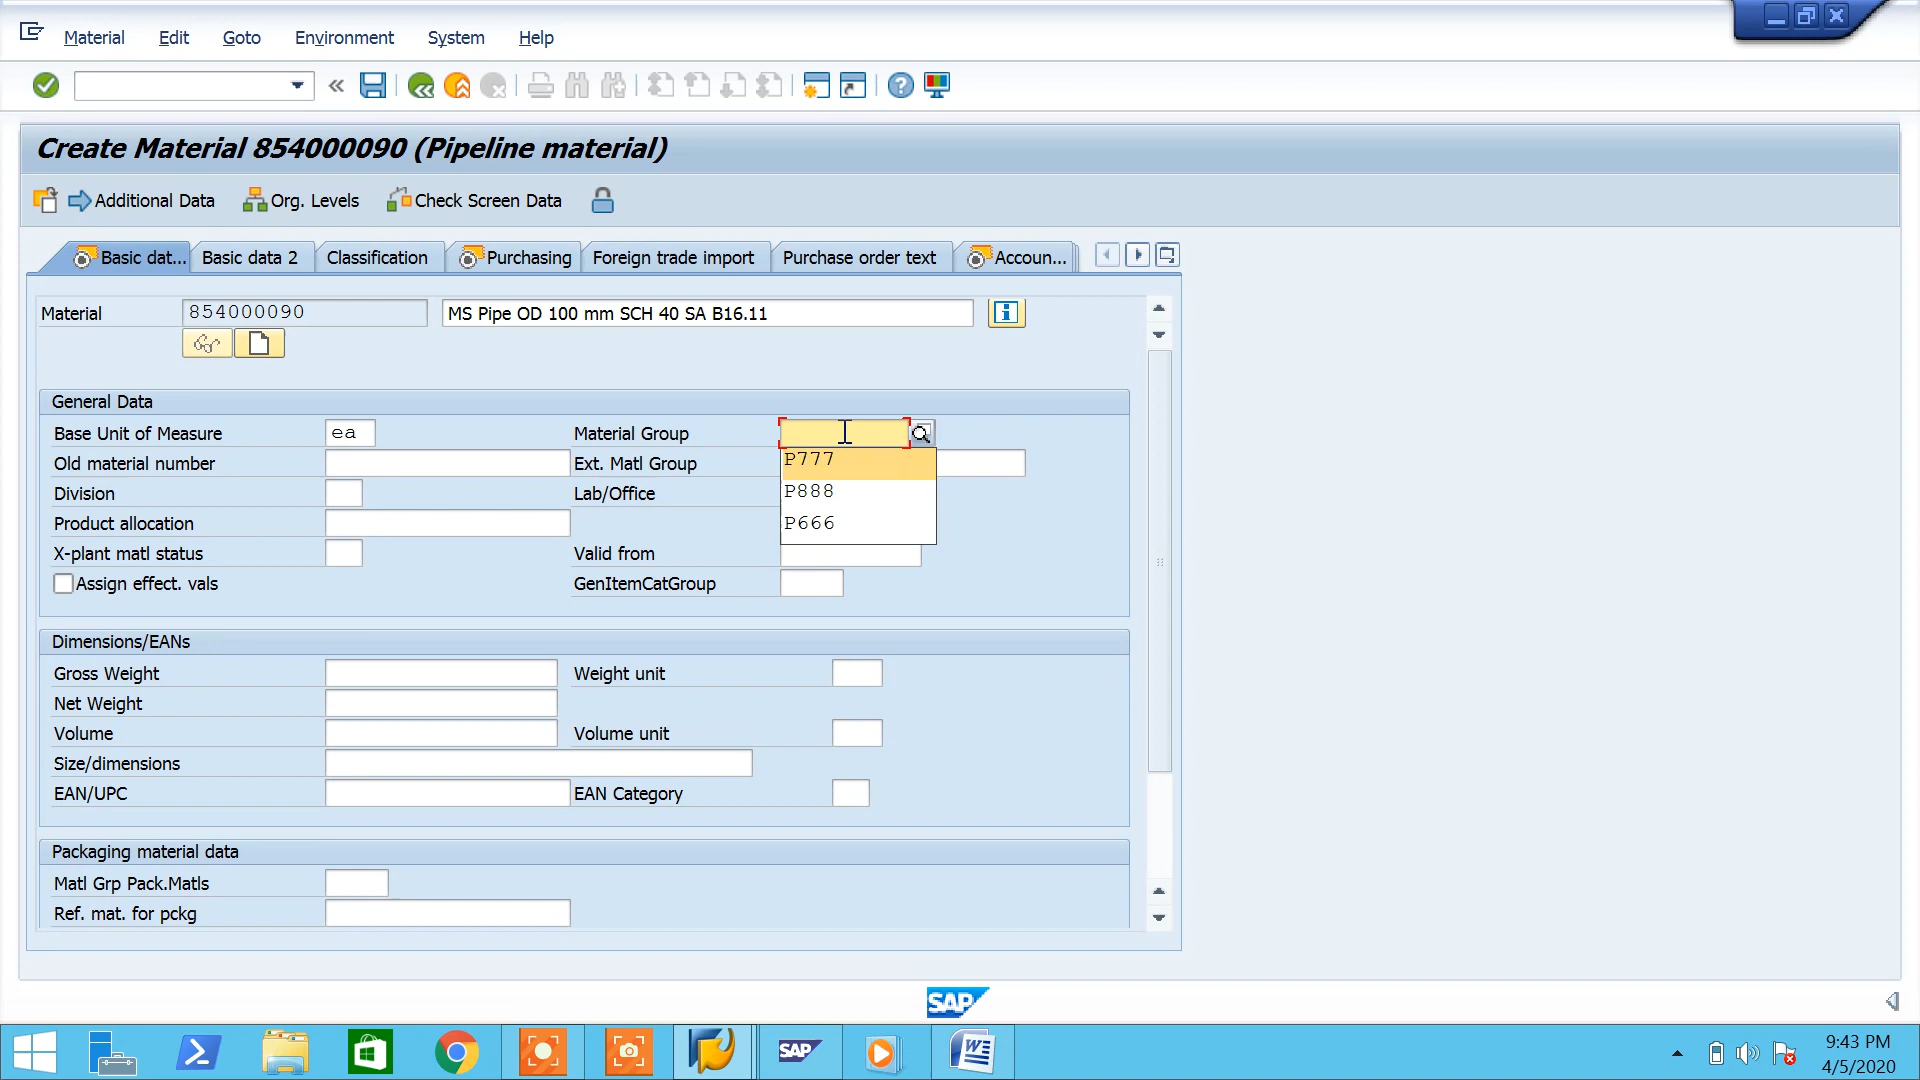 Material Edit Goto Environment System Help
Create Material 854000090 (Pipeline material)
Additional Data Org. Levels Check Screen Data
Basic dat... Basic data 2 Classification Purchasing Foreign trade import Purchase order text Accoun...
Material 854000090 MS Pipe OD 100 mm SCH 40 SA B16.11
General Data
Base Unit of Measure ea Material Group
Old material number Ext. Matl Group P777
Division Lab/Office P888
Product allocation P666
X-plant matl status Valid from
Assign effect. vals GenItemCatGroup
Dimensions/EANs
Gross Weight Weight unit
Net Weight
Volume Volume unit
Size/dimensions
EAN/UPC EAN Category
Packaging material data
Matl Grp Pack.Matls
Ref. mat. for pckg
SAP
SAP
9:43 PM
4/5/2020